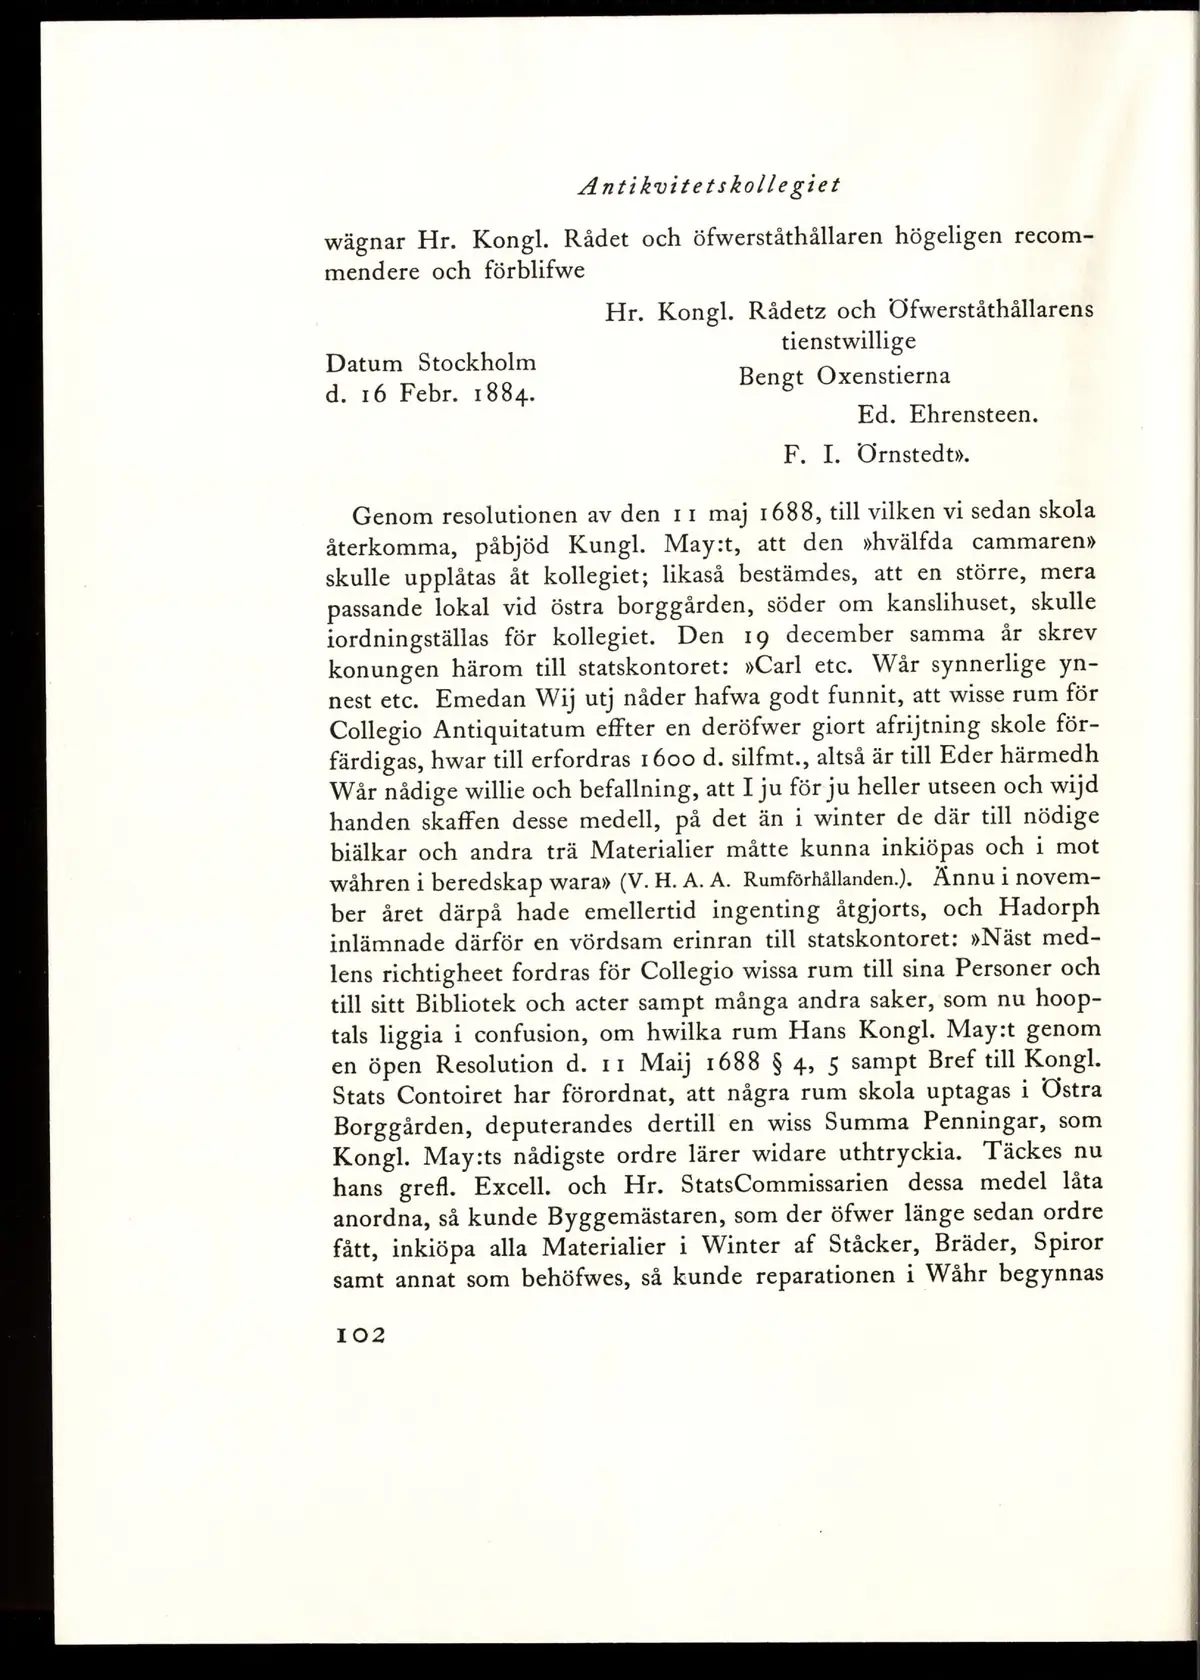 Antikvitetskollegiet
wägnar Hr. Kongl. Rådet och öfwerståthållaren högeligen recom-
mendere och förblifwe
Hr. Kongl. Rådetz och Öfwerståthållarens
tienstwillige
Datum Stockholm
Bengt Oxenstierna
d. 16 Febr. 1884.
Ed. Ehrensteen.
F. I. Örnstedt».
Genom resolutionen av den 11 maj 1688, till vilken vi sedan skola
återkomma, påbjöd Kungl. May:t, att den »hvälfda cammaren»
skulle upplåtas åt kollegiet; likaså bestämdes, att en större, mera
passande lokal vid östra borggården, söder om kanslihuset, skulle
iordningställas för kollegiet. Den 19 december samma år skrev
konungen härom till statskontoret: »Carl etc. Wår synnerlige yn-
nest etc. Emedan Wij utj nåder hafwa godt funnit, att wisse rum för
Collegio Antiquitatum effter en deröfwer giort afrijtning skole för-
färdigas, hwar till erfordras 1600 d. silfmt., altså är till Eder härmedh
Wår nådige willie och befallning, att I ju för ju heller utseen och wijd
handen skaffen desse medell, på det än i winter de där till nödige
biälkar och andra trä Materialier måtte kunna inkiöpas och i mot
wåhren i beredskap wara» (V. H. A. A. Rumförhållanden.). Ännu i novem-
ber året därpå hade emellertid ingenting åtgjorts, och Hadorph
inlämnade därför en vördsam erinran till statskontoret: »Näst med-
lens richtigheet fordras för Collegio wissa rum till sina Personer och
till sitt Bibliotek och acter sampt många andra saker, som nu hoop-
tals liggia i confusion, om hwilka rum Hans Kongl. May:t genom
en öpen Resolution d. 11 Maij 1688 § 4, 5 sampt Bref till Kongl.
Stats Contoiret har förordnat, att några rum skola uptagas i Östra
Borggården, deputerandes dertill en wiss Summa Penningar, som
Kongl. May:ts nådigste ordre lärer widare uthtryckia. Täckes nu
hans grefl. Excell. och Hr. StatsCommissarien dessa medel låta
anordna, så kunde Byggemästaren, som der öfwer länge sedan ordre
fått, inkiöpa alla Materialier i Winter af Ståcker, Bräder, Spiror
samt annat som behöfwes, så kunde reparationen i Wåhr begynnas
102